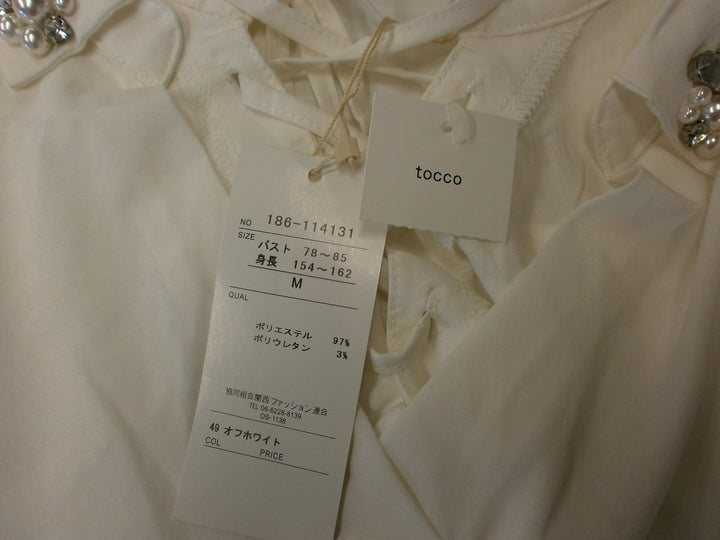 tocco
NO 186-114131
SIZE バスト 78～85
身長 154～162
M
QUAL
ポリエステル 97%
ポリウレタン 3%
協同組合関西ファッション連合
TEL 06-6228-8139
OS-1138
49 オフホワイト
COL PRICE